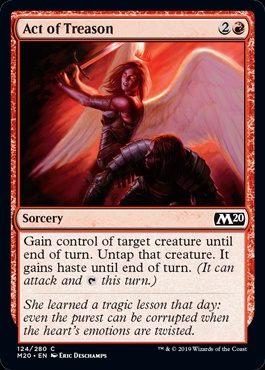 Act of Treason 2
Sorcery M20
Gain control of target creature until
end of turn. Untap that creature. It
gains haste until end of turn. (It can
attack and this turn.)
She learned a tragic lesson that day:
even the purest can be corrupted when
the heart's emotions are twisted.
124/280 C
M20 • EN Eric Deschamps
™ & © 2019 Wizards of the Coast